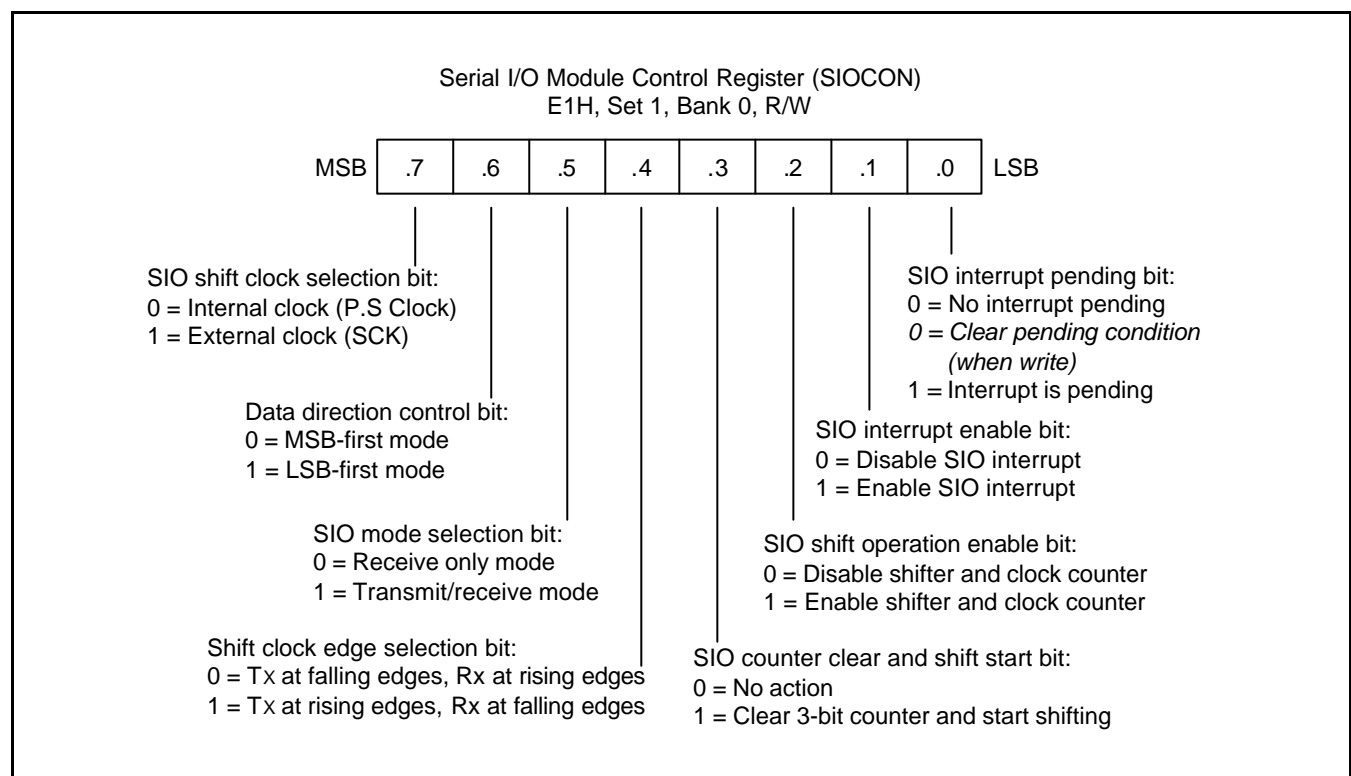 Serial I/O Module Control Register (SIOCON)
E1H, Set 1, Bank 0, R/W
MSB .7 .6 .5 .4 .3 .2 .1 .0 LSB
SIO shift clock selection bit:
0 = Internal clock (P.S Clock)
1 = External clock (SCK)
Data direction control bit:
0 = MSB-first mode
1 = LSB-first mode
SIO mode selection bit:
0 = Receive only mode
1 = Transmit/receive mode
Shift clock edge selection bit:
0 = Tx at falling edges, Rx at rising edges
1 = Tx at rising edges, Rx at falling edges
SIO interrupt pending bit:
0 = No interrupt pending
0 = Clear pending condition
(when write)
1 = Interrupt is pending
SIO interrupt enable bit:
0 = Disable SIO interrupt
1 = Enable SIO interrupt
SIO shift operation enable bit:
0 = Disable shifter and clock counter
1 = Enable shifter and clock counter
SIO counter clear and shift start bit:
0 = No action
1 = Clear 3-bit counter and start shifting